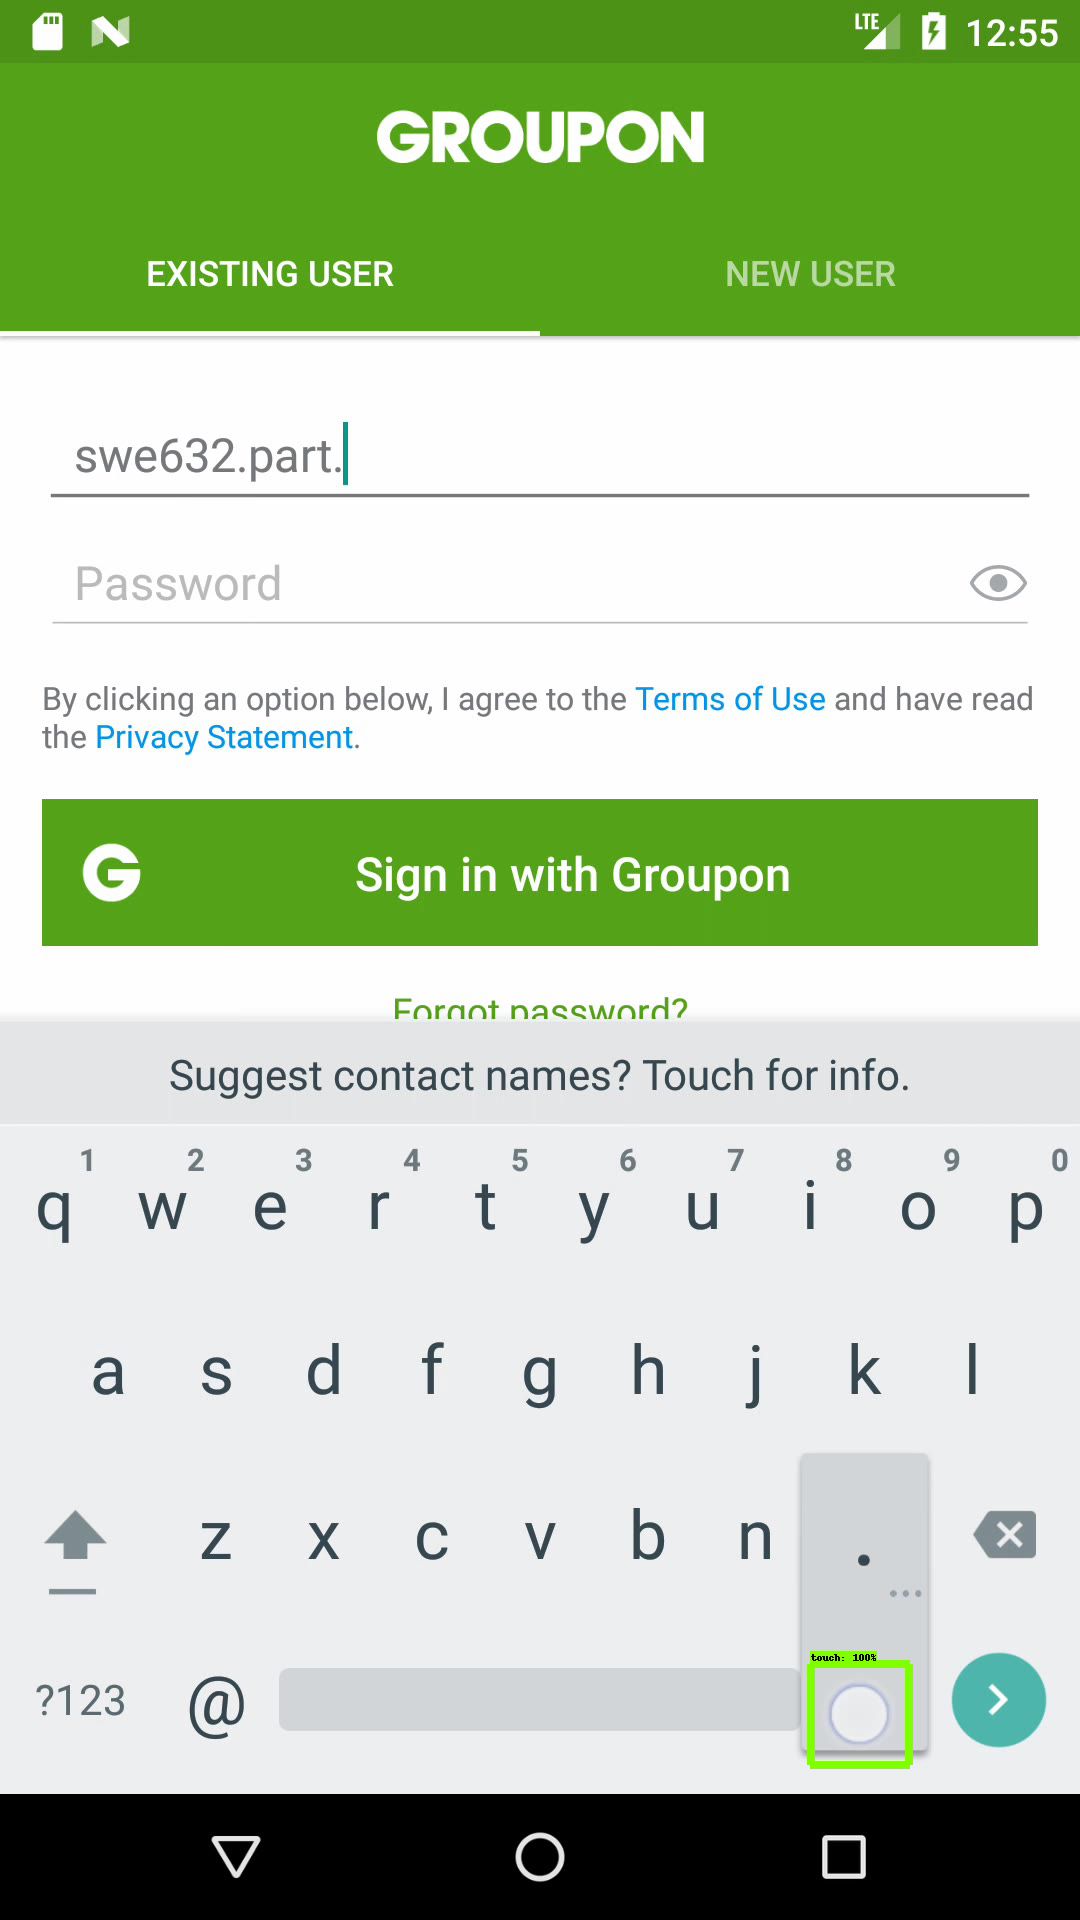 LTE 12:55
GROUPON
EXISTING USER NEW USER
swe632.part.
Password
By clicking an option below, I agree to the Terms of Use and have read
the Privacy Statement.
G Sign in with Groupon
Forgot password?
Suggest contact names? Touch for info.
1 2 3 4 5 6 7 8 9 0
q w e r t y u i o p
a s d f g h j k l
z x c v b n .
touch: 100%
?123 @